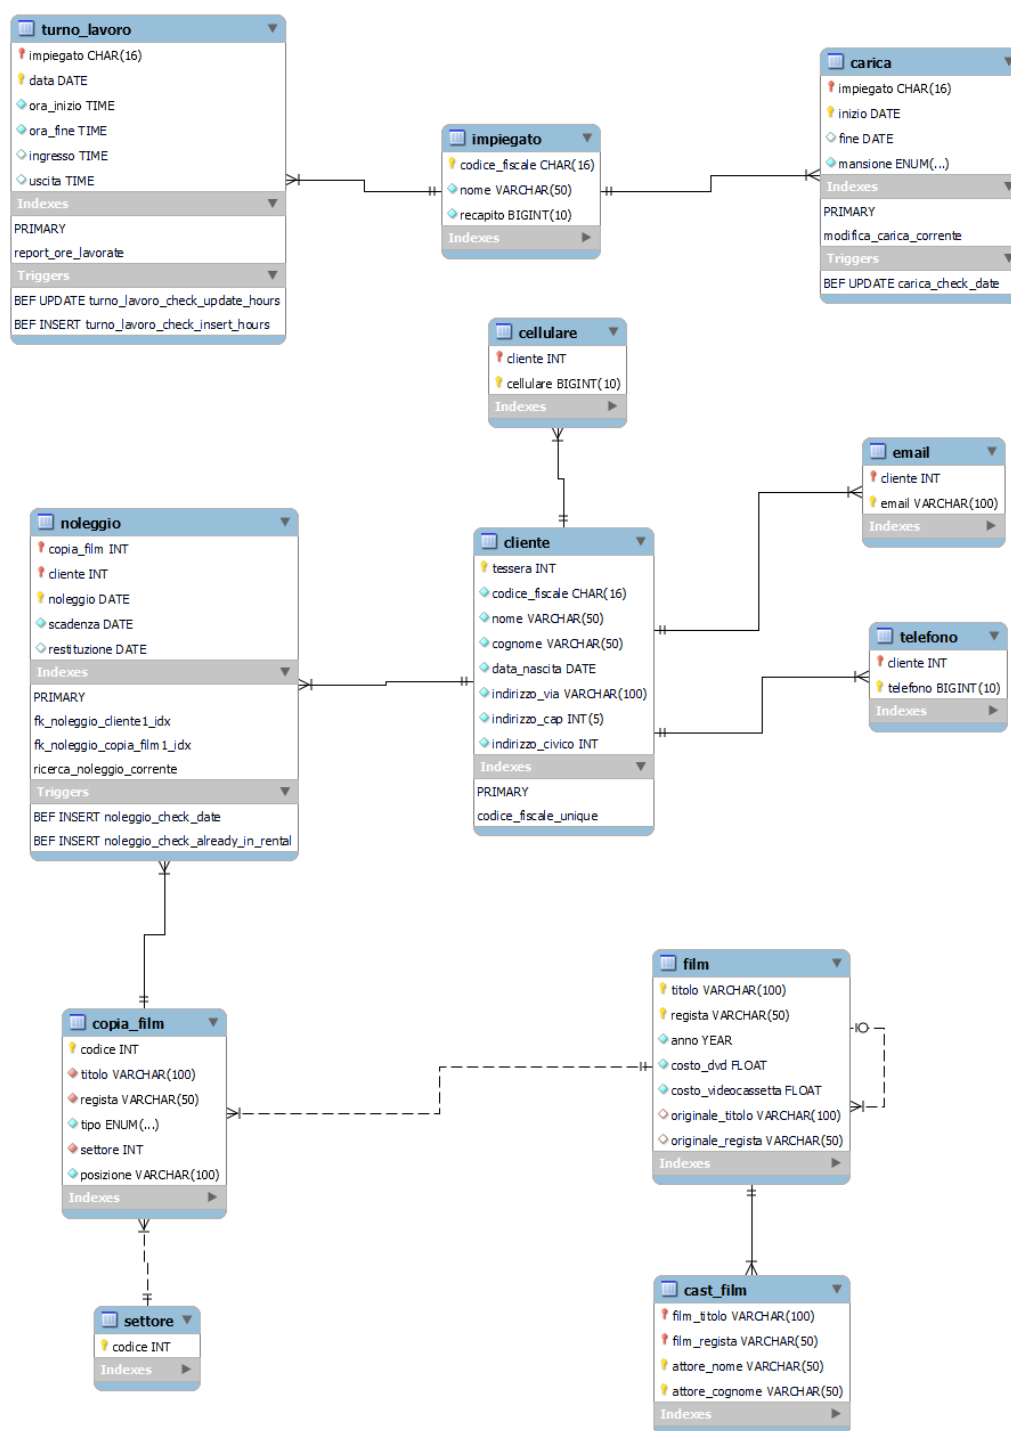 turno_lavoro
impiegato CHAR(16)
data DATE
ora_inizio TIME
ora_fine TIME
ingresso TIME
uscita TIME
Indexes
PRIMARY
report_ore_lavorate
Triggers
BEF UPDATE turno_lavoro_check_update_hours
BEF INSERT turno_lavoro_check_insert_hours
impiegato
codice_fiscale CHAR(16)
nome VARCHAR(50)
recapito BIGINT(10)
Indexes
carica
impiegato CHAR(16)
inizio DATE
fine DATE
mansione ENUM(...)
Indexes
PRIMARY
modifica_carica_corrente
Triggers
BEF UPDATE carica_check_date
cellulare
cliente INT
cellulare BIGINT(10)
Indexes
email
cliente INT
email VARCHAR(100)
Indexes
noleggio
copia_film INT
cliente INT
noleggio DATE
scadenza DATE
restituzione DATE
Indexes
PRIMARY
fk_noleggio_cliente1_idx
fk_noleggio_copia_film1_idx
ricerca_noleggio_corrente
Triggers
BEF INSERT noleggio_check_date
BEF INSERT noleggio_check_already_in_rental
cliente
tessera INT
codice_fiscale CHAR(16)
nome VARCHAR(50)
cognome VARCHAR(50)
data_nascita DATE
indirizzo_via VARCHAR(100)
indirizzo_cap INT(5)
indirizzo_civico INT
Indexes
PRIMARY
codice_fiscale_unique
telefono
cliente INT
telefono BIGINT(10)
Indexes
copia_film
codice INT
titolo VARCHAR(100)
regista VARCHAR(50)
tipo ENUM(...)
settore INT
posizione VARCHAR(100)
Indexes
film
titolo VARCHAR(100)
regista VARCHAR(50)
anno YEAR
costo_dvd FLOAT
costo_videocassetta FLOAT
originale_titolo VARCHAR(100)
originale_regista VARCHAR(50)
Indexes
settore
codice INT
Indexes
cast_film
film_titolo VARCHAR(100)
film_regista VARCHAR(50)
attore_nome VARCHAR(50)
attore_cognome VARCHAR(50)
Indexes